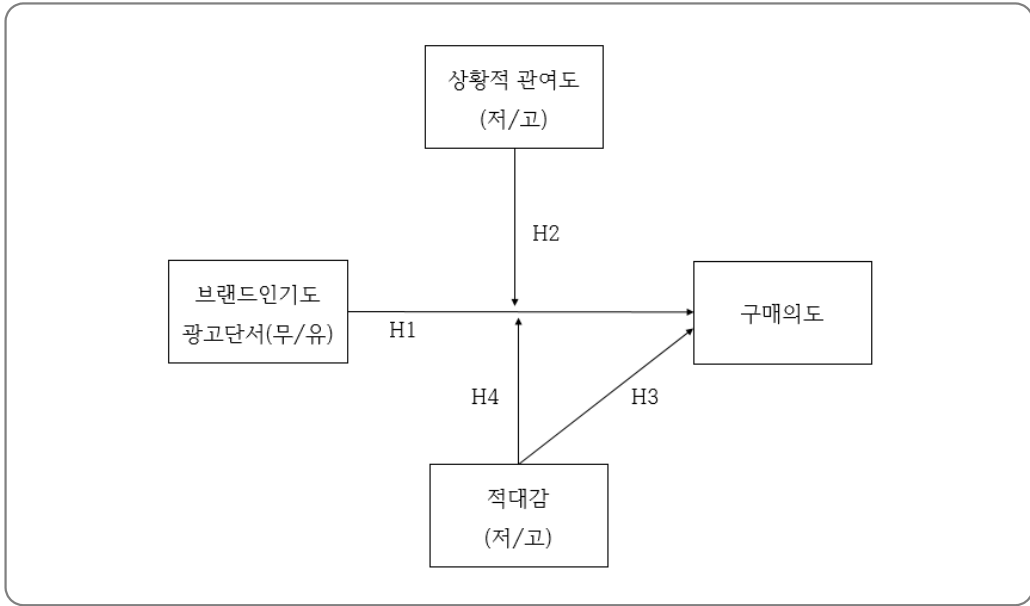 상황적 관여도
(저/고)
H2
브랜드인기도
광고단서(무/유)
H1
구매의도
H4
H3
적대감
(저/고)